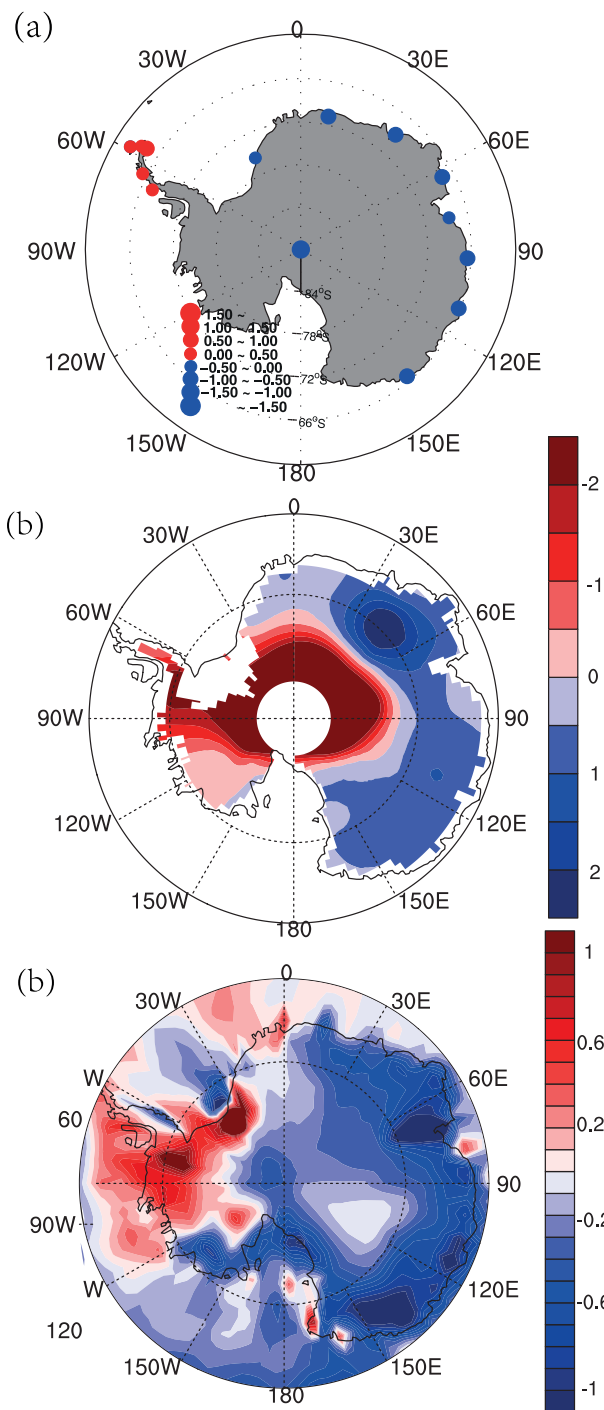 (a)
0
30W
30E
60W
60E
90W
90
84°S
1.50 ~
1.00 ~ 1.50
0.50 ~ 1.00
0.00 ~ 0.50
−0.50 ~ 0.00
−1.00 ~ −0.50
−1.50 ~ −1.00
~ −1.50
78°S
72°S
66°S
120W
120E
150W
150E
180
(b)
0
30W
30E
60W
60E
90W
90
120W
120E
150W
150E
180
-2
-1
0
1
2
(b)
0
30W
30E
W
60E
60
90
90W
W
120E
120
150W
150E
180
1
0.2
-0.2
-0.6
-1